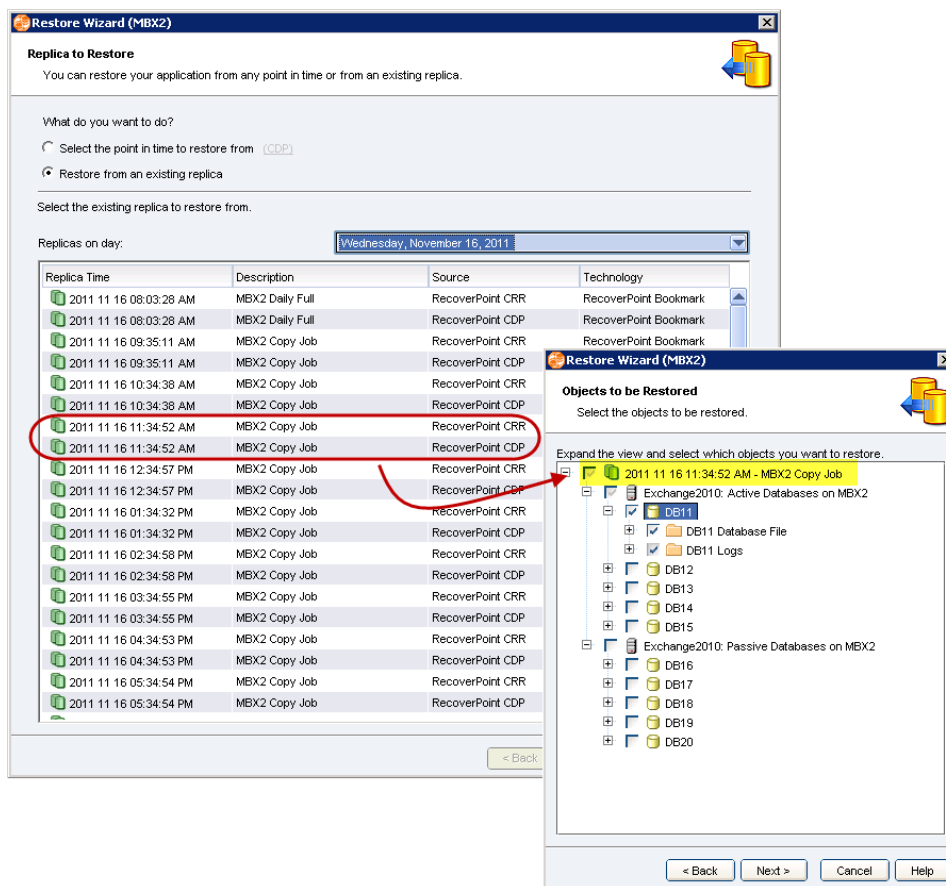 Restore Wizard (MBX2)
Replica to Restore
You can restore your application from any point in time or from an existing replica.
What do you want to do?
Select the point in time to restore from (CDP)
Restore from an existing replica
Select the existing replica to restore from.
Replicas on day: Wednesday, November 16, 2011
Replica Time Description Source Technology
2011 11 16 08:03:28 AM MBX2 Daily Full RecoverPoint CRR RecoverPoint Bookmark
2011 11 16 08:03:28 AM MBX2 Daily Full RecoverPoint CDP RecoverPoint Bookmark
2011 11 16 09:35:11 AM MBX2 Copy Job RecoverPoint CRR RecoverPoint Bookmark
2011 11 16 09:35:11 AM MBX2 Copy Job RecoverPoint CDP
2011 11 16 10:34:38 AM MBX2 Copy Job RecoverPoint CRR
2011 11 16 10:34:38 AM MBX2 Copy Job RecoverPoint CDP
2011 11 16 11:34:52 AM MBX2 Copy Job RecoverPoint CRR
2011 11 16 11:34:52 AM MBX2 Copy Job RecoverPoint CDP
2011 11 16 12:34:57 PM MBX2 Copy Job RecoverPoint CRR
2011 11 16 12:34:57 PM MBX2 Copy Job RecoverPoint CDP
2011 11 16 01:34:32 PM MBX2 Copy Job RecoverPoint CRR
2011 11 16 01:34:32 PM MBX2 Copy Job RecoverPoint CDP
2011 11 16 02:34:58 PM MBX2 Copy Job RecoverPoint CRR
2011 11 16 02:34:58 PM MBX2 Copy Job RecoverPoint CDP
2011 11 16 03:34:55 PM MBX2 Copy Job RecoverPoint CRR
2011 11 16 03:34:55 PM MBX2 Copy Job RecoverPoint CDP
2011 11 16 04:34:53 PM MBX2 Copy Job RecoverPoint CRR
2011 11 16 04:34:53 PM MBX2 Copy Job RecoverPoint CDP
2011 11 16 05:34:54 PM MBX2 Copy Job RecoverPoint CRR
2011 11 16 05:34:54 PM MBX2 Copy Job RecoverPoint CDP
< Back
Restore Wizard (MBX2)
Objects to be Restored
Select the objects to be restored.
Expand the view and select which objects you want to restore.
2011 11 16 11:34:52 AM - MBX2 Copy Job
Exchange2010: Active Databases on MBX2
DB11
DB11 Database File
DB11 Logs
DB12
DB13
DB14
DB15
Exchange2010: Passive Databases on MBX2
DB16
DB17
DB18
DB19
DB20
< Back Next > Cancel Help